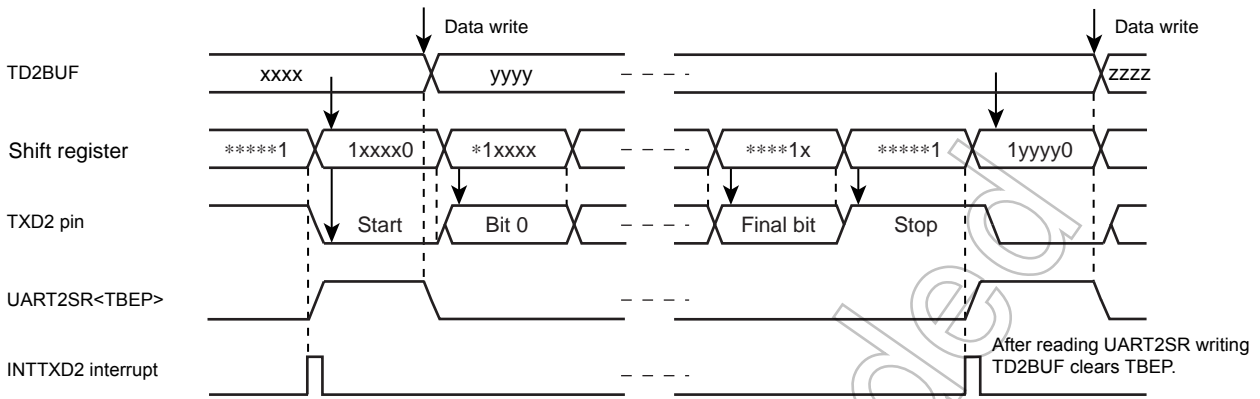 Data write
Data write
TD2BUF
xxxx
yyyy
zzzz
Shift register
*****1
1xxxx0
*1xxxx
****1x
*****1
1yyyy0
TXD2 pin
Start
Bit 0
Final bit
Stop
UART2SR<TBEP>
After reading UART2SR writing
TD2BUF clears TBEP.
INTTXD2 interrupt
ded